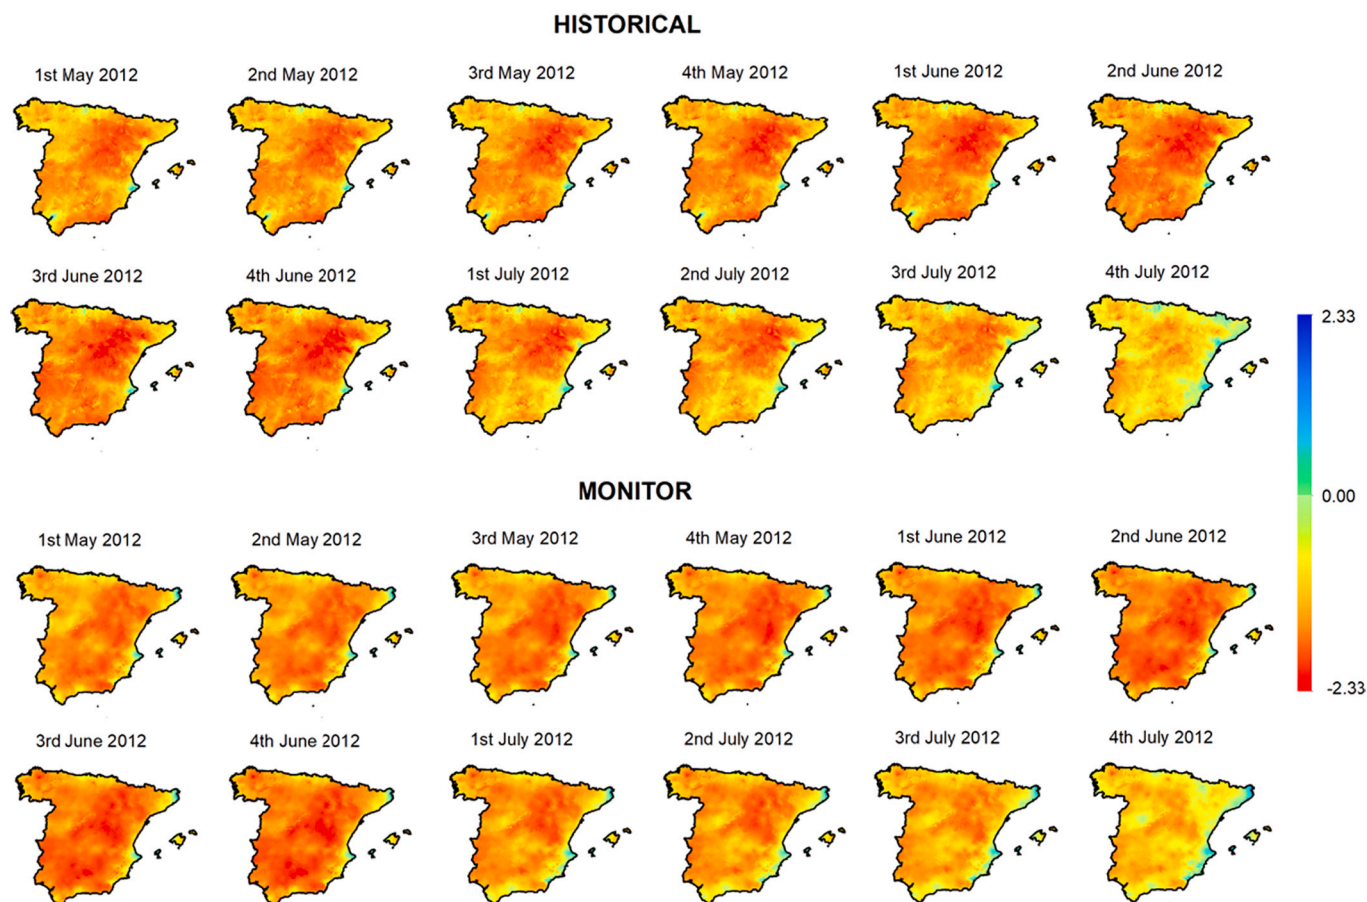 HISTORICAL
1st May 2012
2nd May 2012
3rd May 2012
4th May 2012
1st June 2012
2nd June 2012
3rd June 2012
4th June 2012
1st July 2012
2nd July 2012
3rd July 2012
4th July 2012
2.33
0.00
-2.33
MONITOR
1st May 2012
2nd May 2012
3rd May 2012
4th May 2012
1st June 2012
2nd June 2012
3rd June 2012
4th June 2012
1st July 2012
2nd July 2012
3rd July 2012
4th July 2012